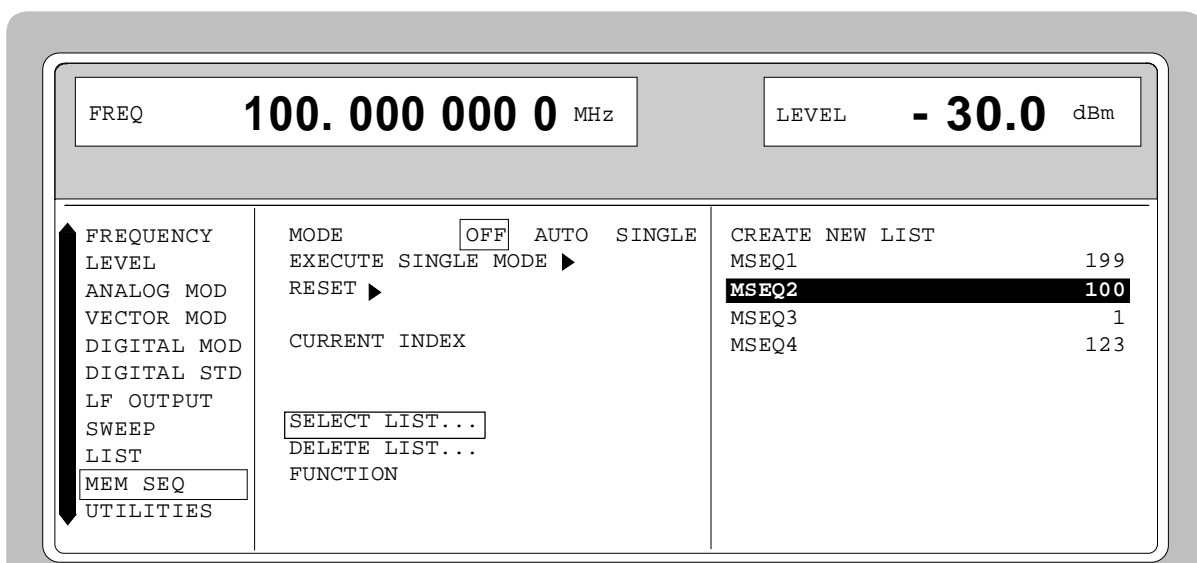 FREQ 100. 000 000 0 MHz
LEVEL - 30.0 dBm
FREQUENCY
LEVEL
ANALOG MOD
VECTOR MOD
DIGITAL MOD
DIGITAL STD
LF OUTPUT
SWEEP
LIST
MEM SEQ
UTILITIES
MODE OFF AUTO SINGLE
EXECUTE SINGLE MODE
RESET
CURRENT INDEX
SELECT LIST...
DELETE LIST...
FUNCTION
CREATE NEW LIST
MSEQ1 199
MSEQ2 100
MSEQ3 1
MSEQ4 123